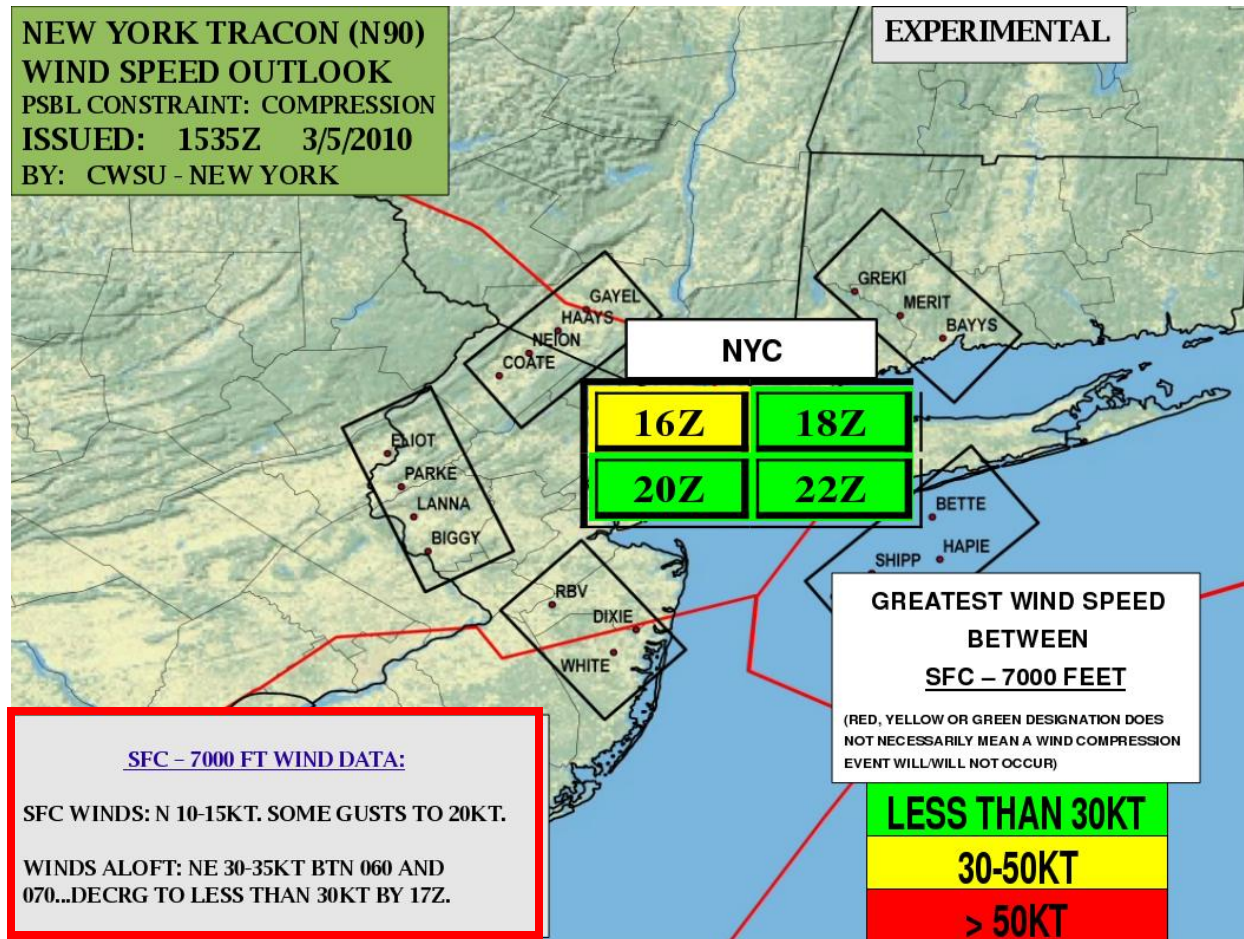 NEW YORK TRACON (N90)
WIND SPEED OUTLOOK
PSBL CONSTRAINT: COMPRESSION
ISSUED: 1535Z 3/5/2010
BY: CWSU - NEW YORK
EXPERIMENTAL
GREKI
MERIT
BAYYS
GAYEL
HAAYS
NEION
COATE
NYC
16Z 18Z
20Z 22Z
ELIOT
PARKE
LANNA
BIGGY
BETTE
HAPIE
SHIPP
RBV
DIXIE
WHITE
GREATEST WIND SPEED
BETWEEN
SFC – 7000 FEET
(RED, YELLOW OR GREEN DESIGNATION DOES
NOT NECESSARILY MEAN A WIND COMPRESSION
EVENT WILL/WILL NOT OCCUR)
LESS THAN 30KT
30-50KT
> 50KT
SFC – 7000 FT WIND DATA:
SFC WINDS: N 10-15KT. SOME GUSTS TO 20KT.
WINDS ALOFT: NE 30-35KT BTN 060 AND
070...DECRG TO LESS THAN 30KT BY 17Z.